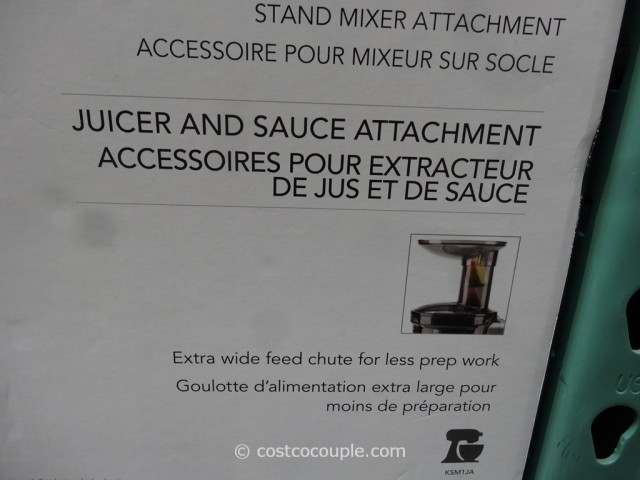 STAND MIXER ATTACHMENT
ACCESSOIRE POUR MIXEUR SUR SOCLE
JUICER AND SAUCE ATTACHMENT
ACCESSOIRES POUR EXTRACTEUR
DE JUS ET DE SAUCE
Extra wide feed chute for less prep work
Goulotte d'alimentation extra large pour
moins de préparation
KSM1JA
© costcocouple.com